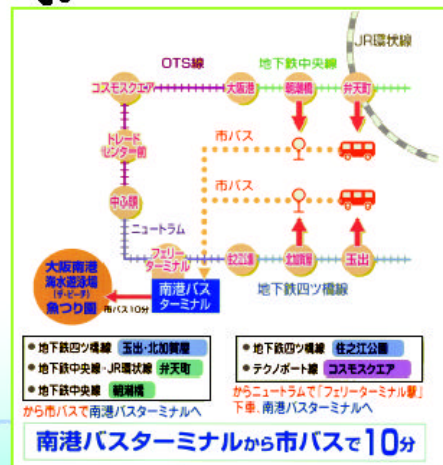 JR環状線
OTS線
地下鉄中央線
コスモスクエア
大阪港
朝潮橋
弁天町
トレード
センター前
市バス
市バス
中ふ頭
ニュートラム
フェリー
ターミナル
住之江公園
北加賀屋
玉出
地下鉄四ツ橋線
大阪南港
海水遊泳場
魚つり園
市バス10分
南港バス
ターミナル
●地下鉄四ツ橋線 玉出・北加賀屋
●地下鉄中央線・JR環状線 弁天町
●地下鉄中央線 朝潮橋
から市バスで南港バスターミナルへ
●地下鉄四ツ橋線 住之江公園
●テクノポート線 コスモスクエア
からニュートラムで「フェリーターミナル駅」
下車、南港バスターミナルへ
南港バスターミナルから市バスで10分